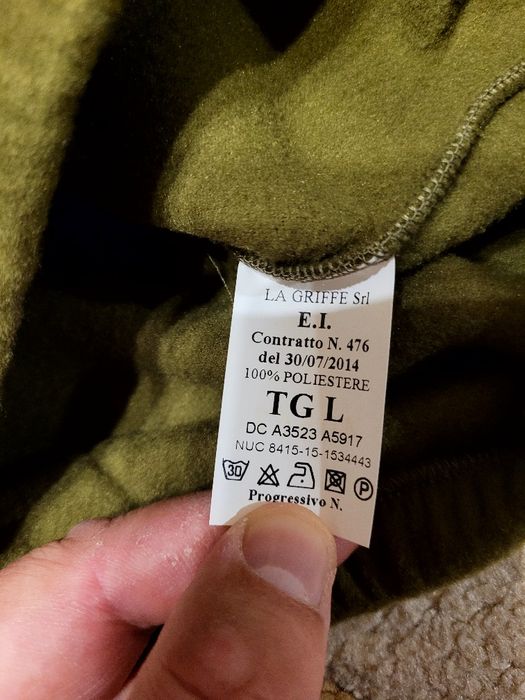 LA GRIFFE Srl
E.I.
Contratto N. 476
del 30/07/2014
100% POLIESTERE
TG L
DC A3523 A5917
NUC 8415-15-1534443
30 P
Progressivo N.